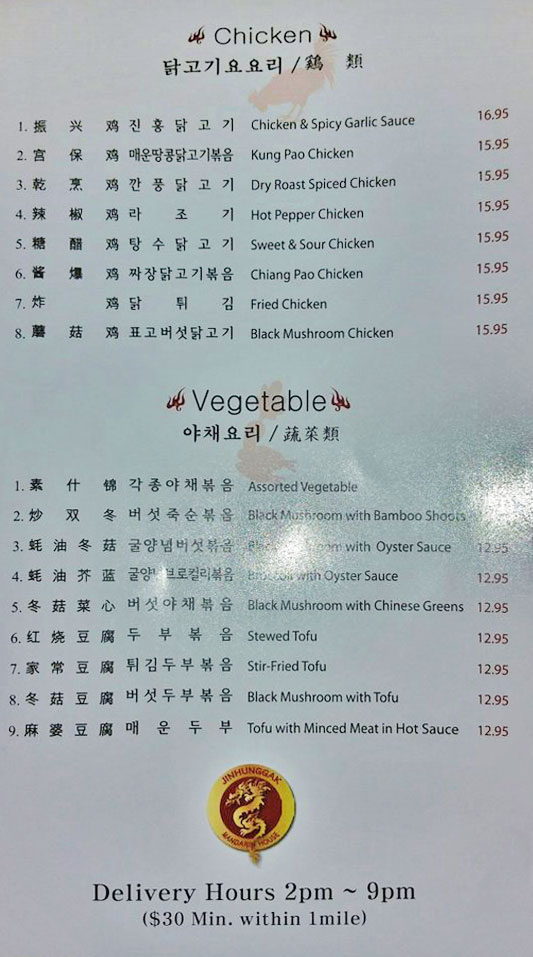 Chicken
닭고기요요리 / 鷄 類
1. 振 兴 鸡 진 홍 닭 고 기 Chicken & Spicy Garlic Sauce 16.95
2. 宫 保 鸡 매운땅콩닭고기볶음 Kung Pao Chicken 15.95
3. 乾 烹 鸡 깐 풍 닭 고 기 Dry Roast Spiced Chicken 15.95
4. 辣 椒 鸡 라 조 기 Hot Pepper Chicken 15.95
5. 糖 醋 鸡 탕 수 닭 고 기 Sweet & Sour Chicken 15.95
6. 酱 爆 鸡 짜장닭고기볶음 Chiang Pao Chicken 15.95
7. 炸 鸡 닭 튀 김 Fried Chicken 15.95
8. 蘑 菇 鸡 표고버섯닭고기 Black Mushroom Chicken 15.95
Vegetable
야채요리 / 蔬菜類
1. 素 什 锦 각종야채볶음 Assorted Vegetable
2. 炒 双 冬 버섯죽순볶음 Black Mushroom with Bamboo Shoots
3. 蚝 油 冬 菇 굴양념버섯볶음 Black Mushroom with Oyster Sauce 12.95
4. 蚝 油 芥 蓝 Broccoli with Oyster Sauce 12.95
5. 冬 菇 菜 心 버섯야채볶음 Black Mushroom with Chinese Greens 12.95
6. 红 烧 豆 腐 두 부 볶 음 Stewed Tofu 12.95
7. 家 常 豆 腐 튀김두부볶음 Stir-Fried Tofu 12.95
8. 冬 菇 豆 腐 버섯두부볶음 Black Mushroom with Tofu 12.95
9. 麻 婆 豆 腐 매 운 두 부 Tofu with Minced Meat in Hot Sauce 12.95
JINHUNGGAK
MANDARIN HOUSE
Delivery Hours 2pm ~ 9pm
($30 Min. within 1mile)